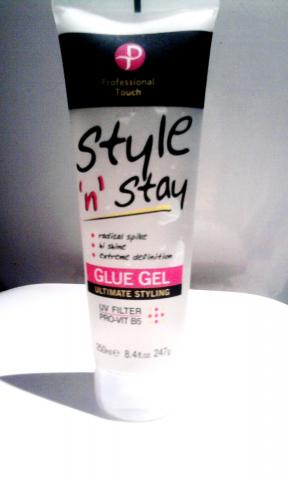 Professional
Touch
Style
'n' Stay
radical spike
hi shine
extreme definition
GLUE GEL
ULTIMATE STYLING
UV FILTER
PRO-VIT B5
250ml℮ 8.4fl.oz 247g